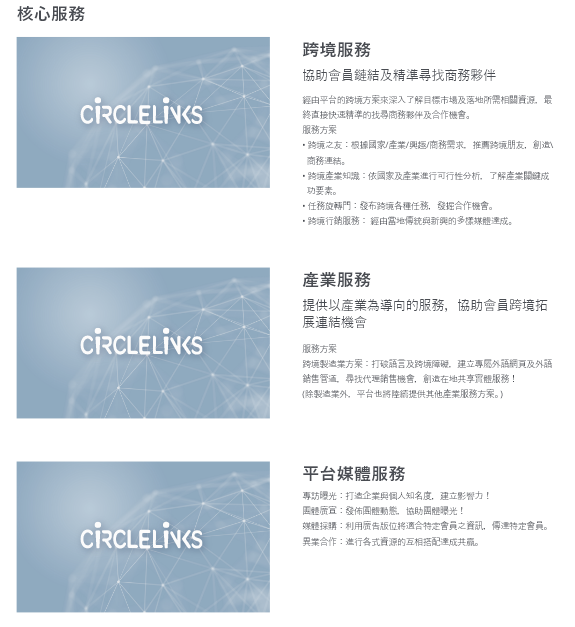 核心服務
CIRCLELINKS
跨境服務
協助會員鏈結及精準尋找商務夥伴
經由平台的跨境方案來深入了解目標市場及落地所需相關資源，最
終直接快速精準的找尋商務夥伴及合作機會。
服務方案
• 跨境之友：根據國家/產業/興趣/商務需求，推薦跨境朋友，創造\
商務連結。
• 跨境產業知識：依國家及產業進行可行性分析，了解產業關鍵成
功要素。
• 任務旋轉門：發布跨境各種任務，發掘合作機會。
• 跨境行銷服務： 經由當地傳統與新興的多樣媒體達成。
CIRCLELINKS
產業服務
提供以產業為導向的服務，協助會員跨境拓
展連結機會
服務方案
跨境製造業方案：打破語言及跨境障礙，建立專屬外語網頁及外語
銷售管道，尋找代理銷售機會，創造在地共享實體服務！
(除製造業外，平台也將陸續提供其他產業服務方案。)
CIRCLELINKS
平台媒體服務
專訪曝光：打造企業與個人知名度，建立影響力！
團體廣宣：發佈團體動態，協助團體曝光！
媒體採購：利用廣告版位將適合特定會員之資訊，傳達特定會員。
異業合作：進行各式資源的互相搭配達成共贏。